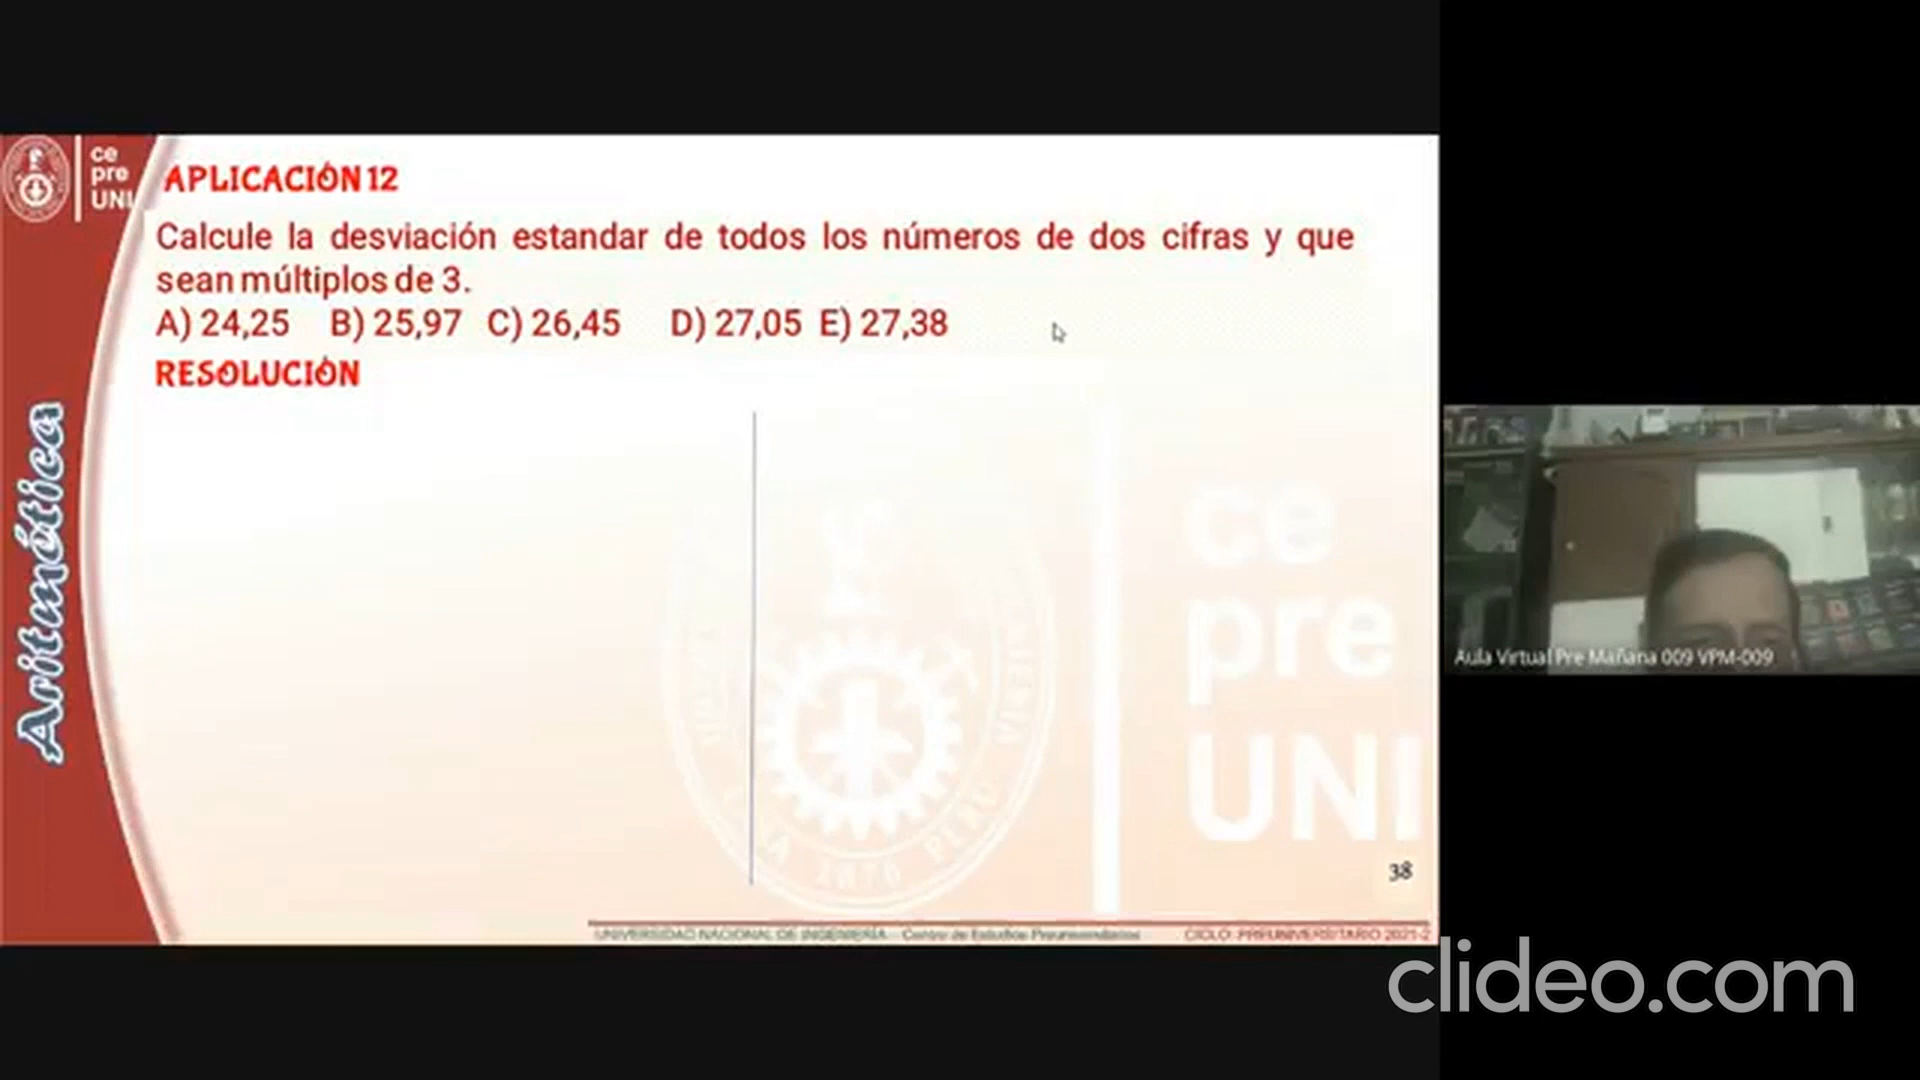 ce
pre
UNI
APLICACIÓN 12
Calcule la desviación estandar de todos los números de dos cifras y que
sean múltiplos de 3.
A) 24,25 B) 25,97 C) 26,45 D) 27,05 E) 27,38
RESOLUCIÓN
Aritmética
ce
pre
UNI
1876 PERU
38
UNIVERSIDAD NACIONAL DE INGENIERÍA - Centro de Estudios Preuniversitarios CICLO PREUNIVERSITARIO 2021-2
Aula Virtual Pre Mañana 009 VPM-009
clideo.com